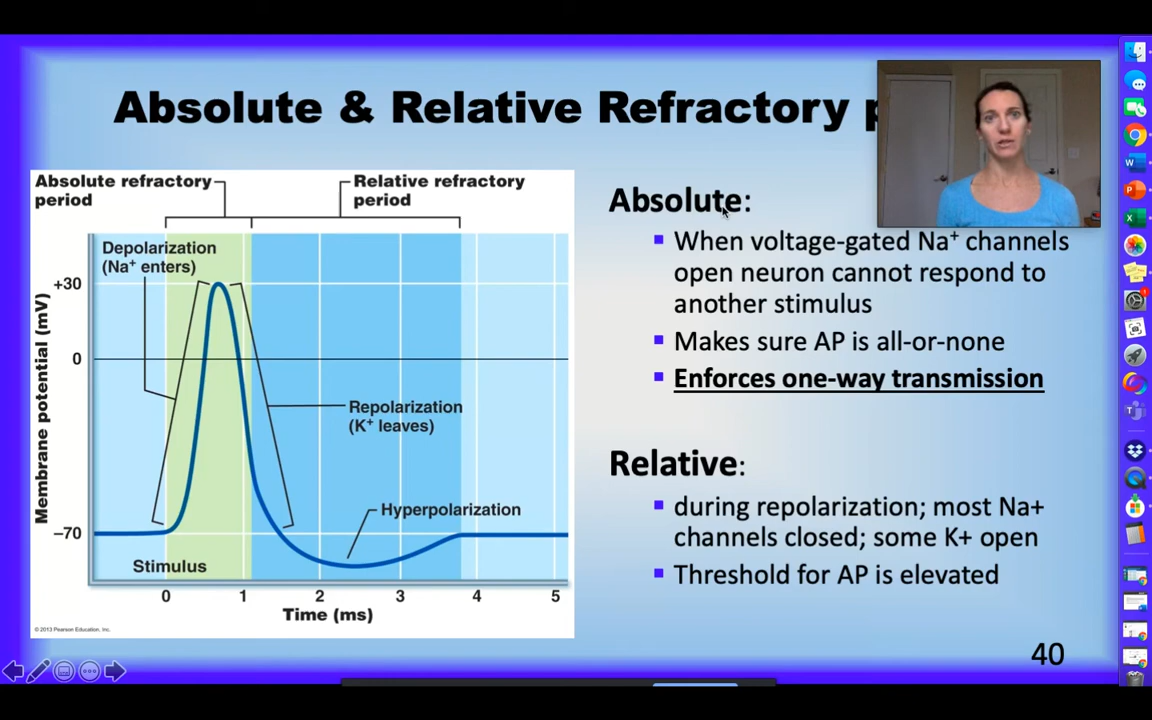 Absolute & Relative Refractory
Absolute refractory
period
Relative refractory
period
Depolarization
(Na⁺ enters)
+30
0
−70
Membrane potential (mV)
Repolarization
(K⁺ leaves)
Hyperpolarization
Stimulus
0 1 2 3 4 5
Time (ms)
© 2013 Pearson Education, Inc.
Absolute:
▪ When voltage-gated Na⁺ channels
open neuron cannot respond to
another stimulus
▪ Makes sure AP is all-or-none
▪ Enforces one-way transmission
Relative:
▪ during repolarization; most Na+
channels closed; some K+ open
▪ Threshold for AP is elevated
40